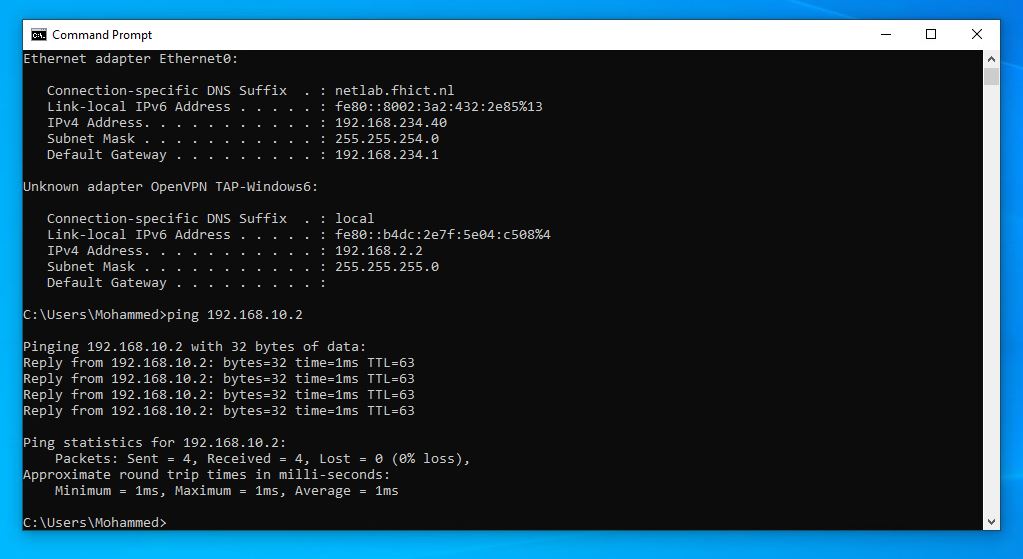 Command Prompt
Ethernet adapter Ethernet0:
Connection-specific DNS Suffix  . : netlab.fhict.nl
Link-local IPv6 Address . . . . . : fe80::8002:3a2:432:2e85%13
IPv4 Address. . . . . . . . . . . : 192.168.234.40
Subnet Mask . . . . . . . . . . . : 255.255.254.0
Default Gateway . . . . . . . . . : 192.168.234.1
Unknown adapter OpenVPN TAP-Windows6:
Connection-specific DNS Suffix  . : local
Link-local IPv6 Address . . . . . : fe80::b4dc:2e7f:5e04:c508%4
IPv4 Address. . . . . . . . . . . : 192.168.2.2
Subnet Mask . . . . . . . . . . . : 255.255.255.0
Default Gateway . . . . . . . . . :
C:\Users\Mohammed>ping 192.168.10.2
Pinging 192.168.10.2 with 32 bytes of data:
Reply from 192.168.10.2: bytes=32 time=1ms TTL=63
Reply from 192.168.10.2: bytes=32 time=1ms TTL=63
Reply from 192.168.10.2: bytes=32 time=1ms TTL=63
Reply from 192.168.10.2: bytes=32 time=1ms TTL=63
Ping statistics for 192.168.10.2:
Packets: Sent = 4, Received = 4, Lost = 0 (0% loss),
Approximate round trip times in milli-seconds:
Minimum = 1ms, Maximum = 1ms, Average = 1ms
C:\Users\Mohammed>